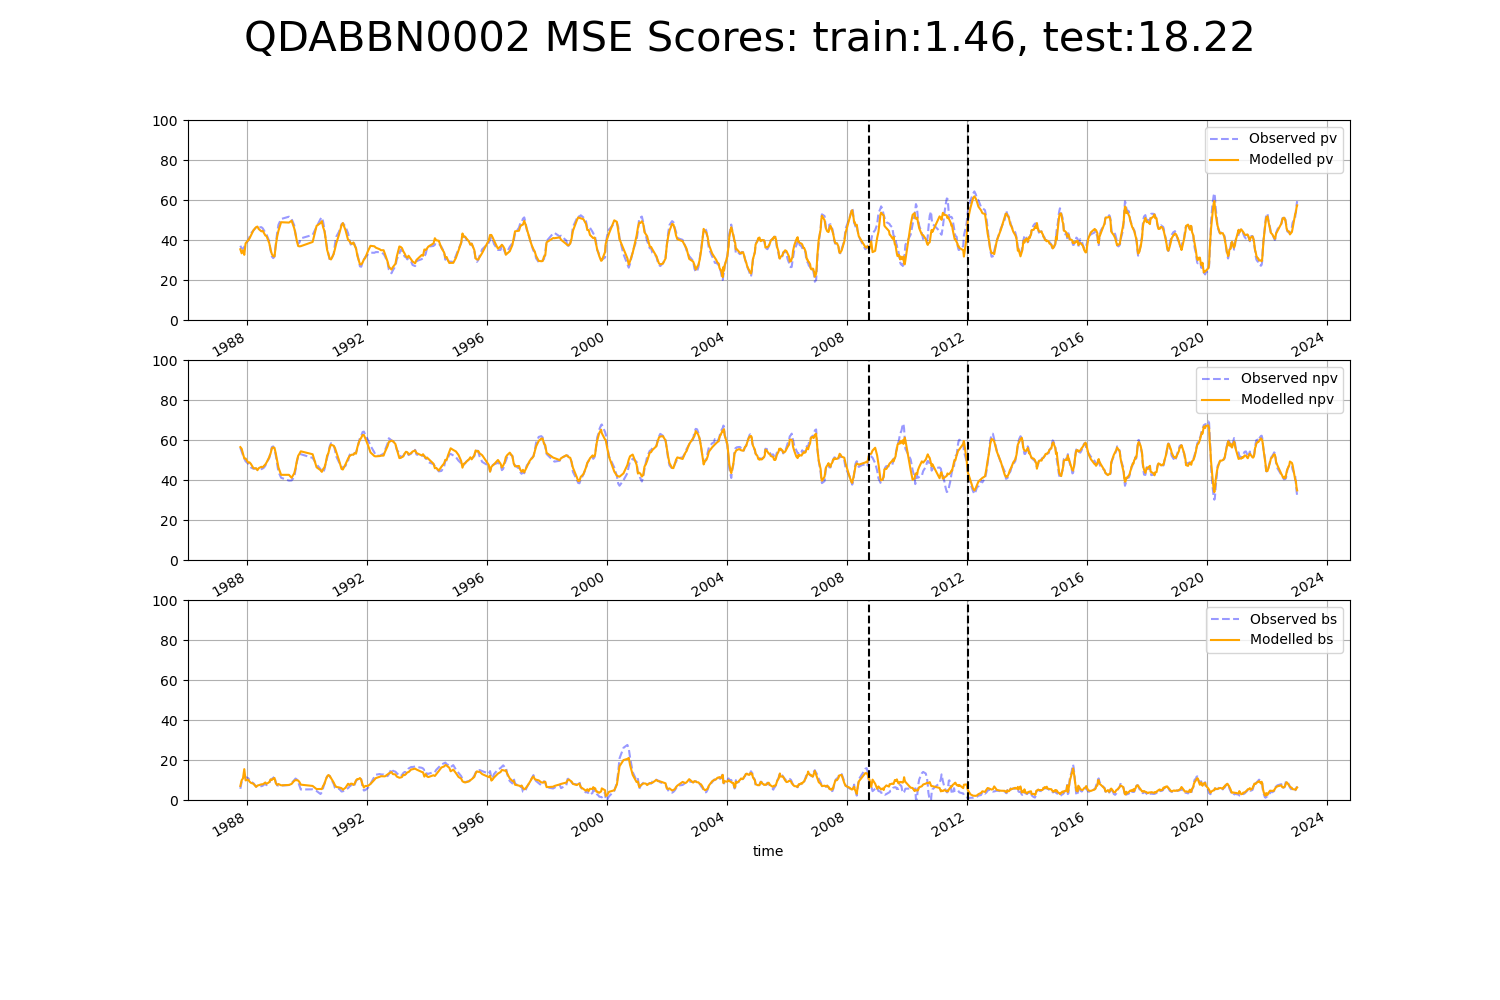 QDABBN0002 MSE Scores: train:1.46, test:18.22
100
80
60
40
20
0
Observed pv
Modelled pv
1988 1992 1996 2000 2004 2008 2012 2016 2020 2024
100
80
60
40
20
0
Observed npv
Modelled npv
1988 1992 1996 2000 2004 2008 2012 2016 2020 2024
100
80
60
40
20
0
Observed bs
Modelled bs
1988 1992 1996 2000 2004 2008 2012 2016 2020 2024
time